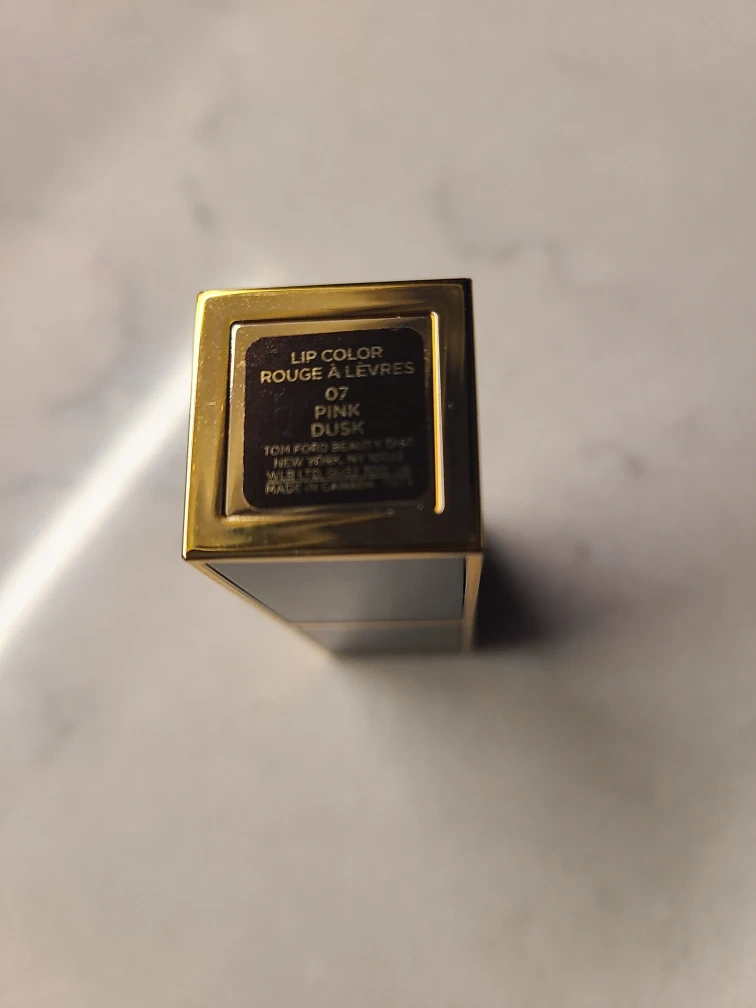 LIP COLOR
ROUGE À LÈVRES
07
PINK
DUSK
TOM FORD BEAUTY DIST
NEW YORK, NY
MADE IN CANADA